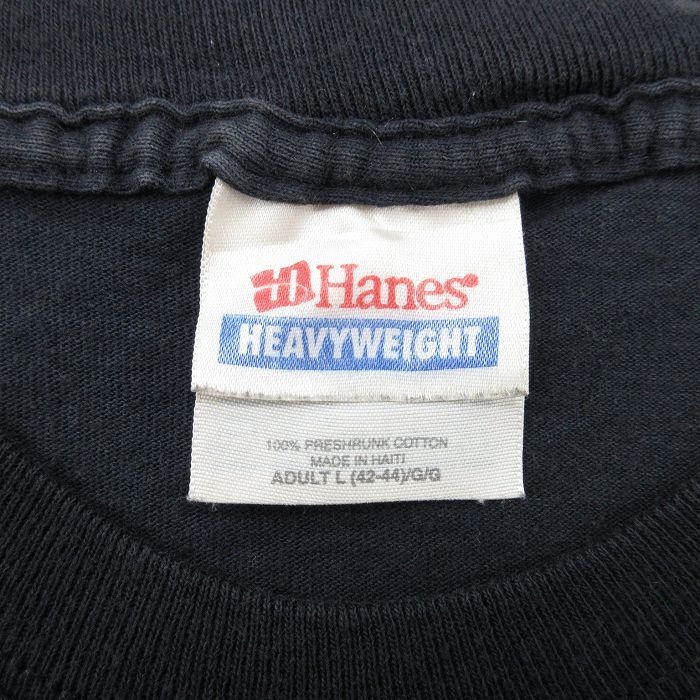 Hanes
HEAVYWEIGHT
100% PRESHRUNK COTTON
MADE IN HAITI
ADULT L (42-44)/G/G